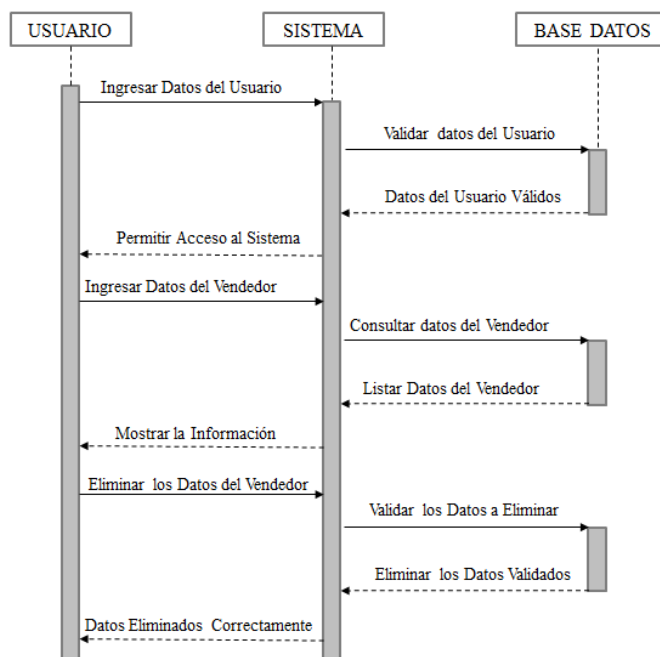 USUARIO
SISTEMA
BASE DATOS
Ingresar Datos del Usuario
Validar datos del Usuario
Datos del Usuario Válidos
Permitir Acceso al Sistema
Ingresar Datos del Vendedor
Consultar datos del Vendedor
Listar Datos del Vendedor
Mostrar la Información
Eliminar los Datos del Vendedor
Validar los Datos a Eliminar
Eliminar los Datos Validados
Datos Eliminados Correctamente